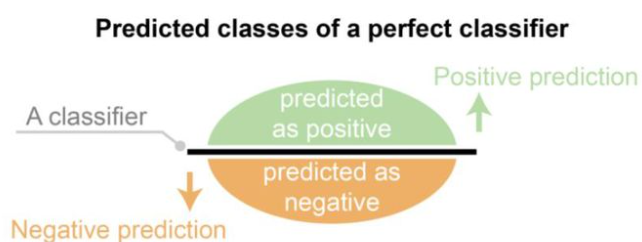 Predicted classes of a perfect classifier
Positive prediction
predicted
as positive
A classifier
predicted as
negative
Negative prediction